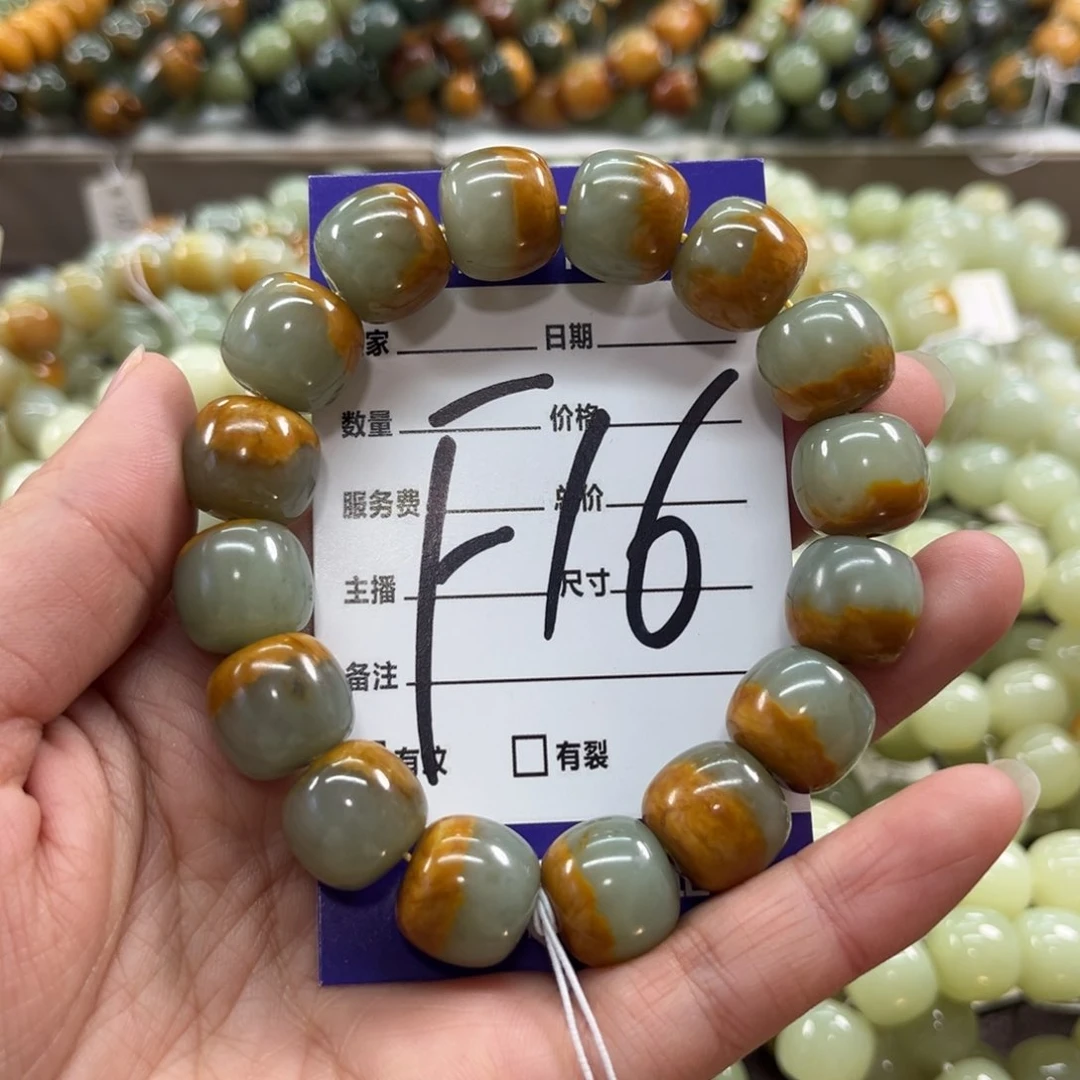 家 日期
数量 价格
服务费 总价
主播 尺寸
备注
有纹 有裂
F16